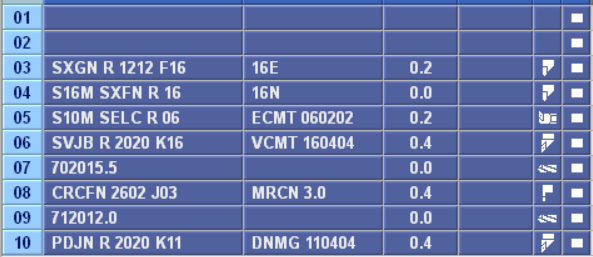 01
02
03 SXGN R 1212 F16 16E 0.2
04 S16M SXFN R 16 16N 0.0
05 S10M SELC R 06 ECMT 060202 0.2
06 SVJB R 2020 K16 VCMT 160404 0.4
07 702015.5 0.0
08 CRCFN 2602 J03 MRCN 3.0 0.4
09 712012.0 0.0
10 PDJN R 2020 K11 DNMG 110404 0.4